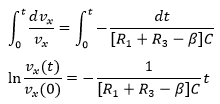 ∫₀ᵗ dvₓ/vₓ = ∫₀ᵗ − dt/([R₁ + R₃ − β]C)
ln vₓ(t)/vₓ(0) = − 1/([R₁ + R₃ − β]C) t